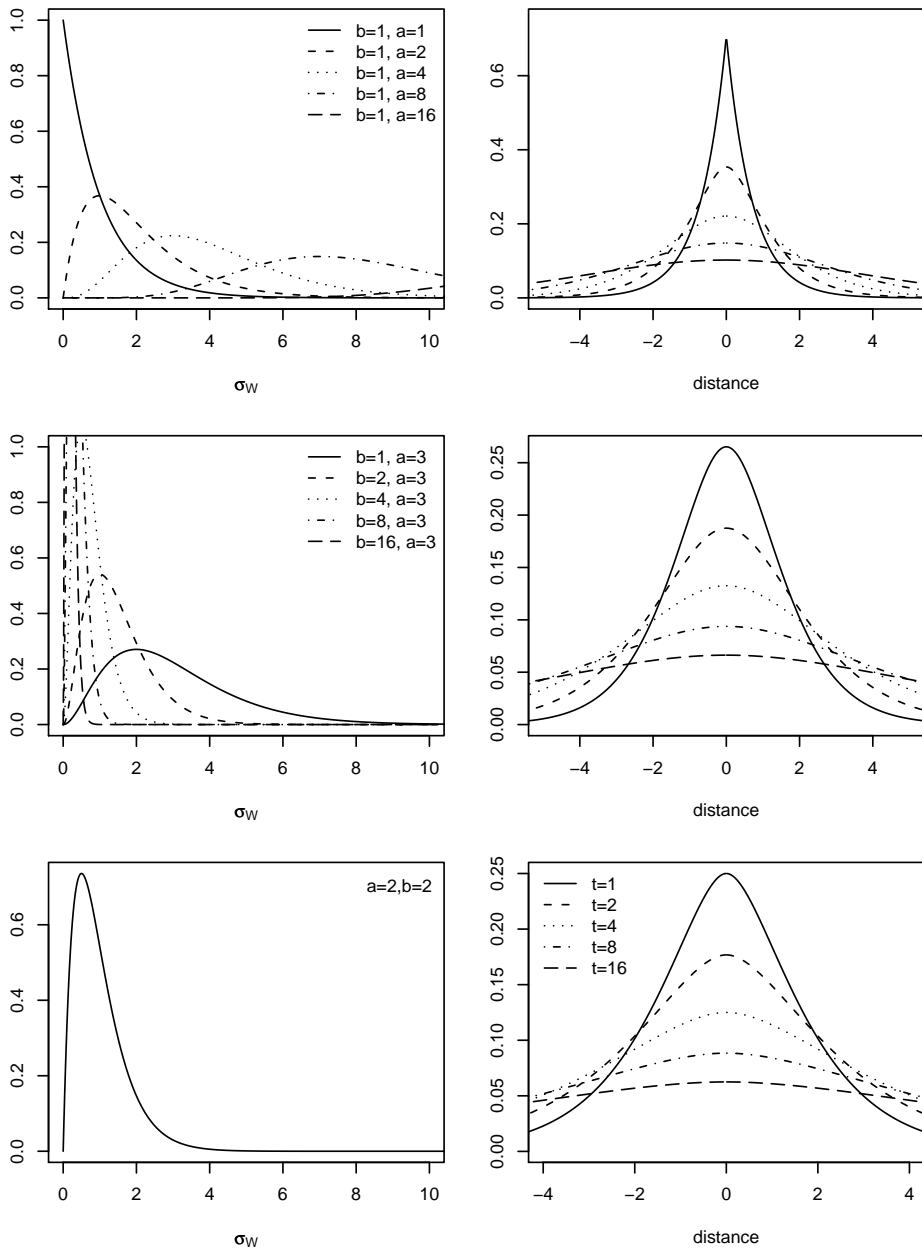 b=1, a=1
b=1, a=2
b=1, a=4
b=1, a=8
b=1, a=16
0.0 0.2 0.4 0.6 0.8 1.0
0 2 4 6 8 10
σW
0.0 0.2 0.4 0.6
−4 −2 0 2 4
distance
b=1, a=3
b=2, a=3
b=4, a=3
b=8, a=3
b=16, a=3
0.0 0.2 0.4 0.6 0.8 1.0
0 2 4 6 8 10
σW
0.00 0.05 0.10 0.15 0.20 0.25
−4 −2 0 2 4
distance
a=2,b=2
0.0 0.2 0.4 0.6
0 2 4 6 8 10
σW
t=1
t=2
t=4
t=8
t=16
0.00 0.05 0.10 0.15 0.20 0.25
−4 −2 0 2 4
distance